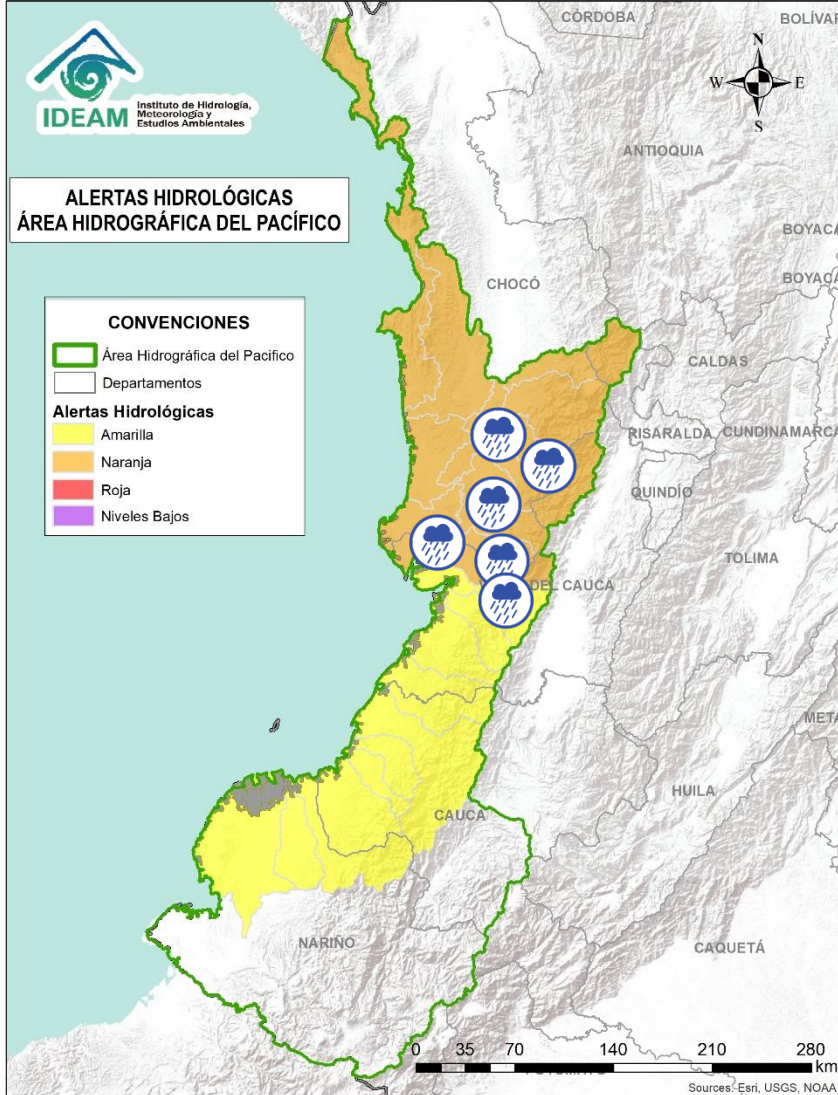 IDEAM
Instituto de Hidrología,
Meteorología y
Estudios Ambientales
ALERTAS HIDROLÓGICAS
ÁREA HIDROGRÁFICA DEL PACÍFICO
CONVENCIONES
Área Hidrográfica del Pacifico
Departamentos
Alertas Hidrológicas
Amarilla
Naranja
Roja
Niveles Bajos
N
W E
S
CÓRDOBA
BOLÍVAR
ANTIOQUIA
BOYACÁ
BOYACÁ
CHOCÓ
CALDAS
RISARALDA
CUNDINAMARCA
QUINDÍO
TOLIMA
DEL CAUCA
META
HUILA
CAUCA
NARIÑO
CAQUETÁ
0 35 70 140 210 280
km
Sources: Esri, USGS, NOAA